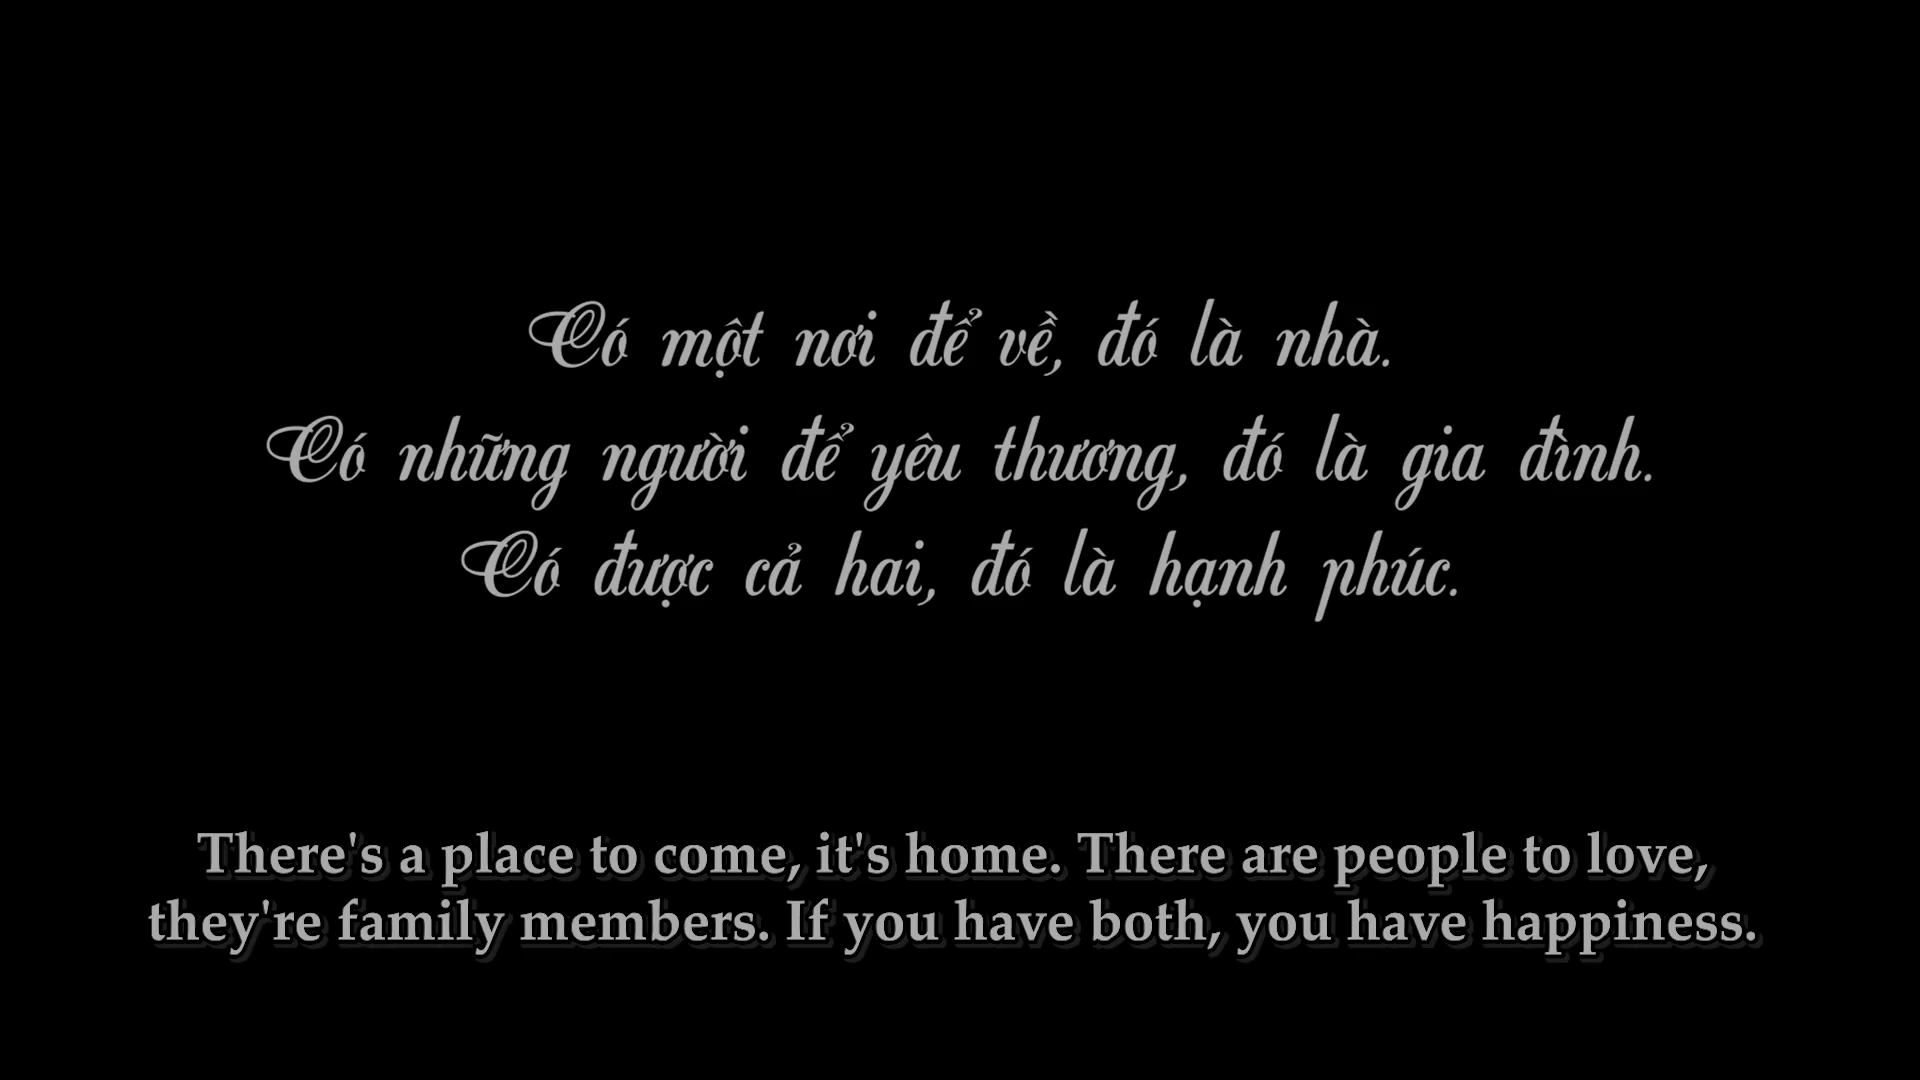 Có một nơi để về, đó là nhà.
Có những người để yêu thương, đó là gia đình.
Có được cả hai, đó là hạnh phúc.
There's a place to come, it's home. There are people to love,
they're family members. If you have both, you have happiness.